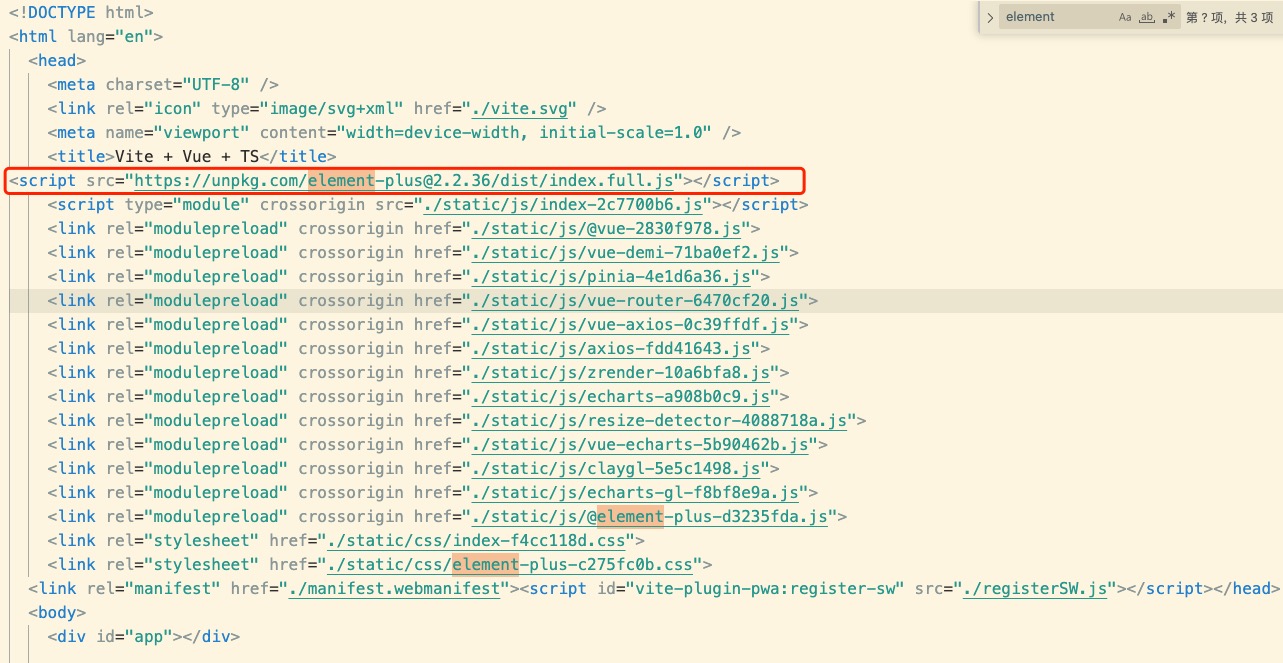 <!DOCTYPE html>
<html lang="en">
<head>
<meta charset="UTF-8" />
<link rel="icon" type="image/svg+xml" href="./vite.svg" />
<meta name="viewport" content="width=device-width, initial-scale=1.0" />
<title>Vite + Vue + TS</title>
<script src="https://unpkg.com/element-plus@2.2.36/dist/index.full.js"></script>
<script type="module" crossorigin src="./static/js/index-2c7700b6.js"></script>
<link rel="modulepreload" crossorigin href="./static/js/@vue-2830f978.js">
<link rel="modulepreload" crossorigin href="./static/js/vue-demi-71ba0ef2.js">
<link rel="modulepreload" crossorigin href="./static/js/pinia-4e1d6a36.js">
<link rel="modulepreload" crossorigin href="./static/js/vue-router-6470cf20.js">
<link rel="modulepreload" crossorigin href="./static/js/vue-axios-0c39ffdf.js">
<link rel="modulepreload" crossorigin href="./static/js/axios-fdd41643.js">
<link rel="modulepreload" crossorigin href="./static/js/zrender-10a6bfa8.js">
<link rel="modulepreload" crossorigin href="./static/js/echarts-a908b0c9.js">
<link rel="modulepreload" crossorigin href="./static/js/resize-detector-4088718a.js">
<link rel="modulepreload" crossorigin href="./static/js/vue-echarts-5b90462b.js">
<link rel="modulepreload" crossorigin href="./static/js/claygl-5e5c1498.js">
<link rel="modulepreload" crossorigin href="./static/js/echarts-gl-f8bf8e9a.js">
<link rel="modulepreload" crossorigin href="./static/js/@element-plus-d3235fda.js">
<link rel="stylesheet" href="./static/css/index-f4cc118d.css">
<link rel="stylesheet" href="./static/css/element-plus-c275fc0b.css">
<link rel="manifest" href="./manifest.webmanifest"><script id="vite-plugin-pwa:register-sw" src="./registerSW.js"></script></head>
<body>
<div id="app"></div>
element Aa ab .* 第 ? 项, 共 3 项